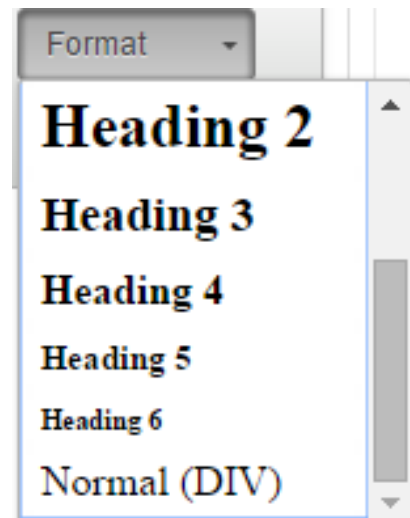 Format
Heading 2
Heading 3
Heading 4
Heading 5
Heading 6
Normal (DIV)